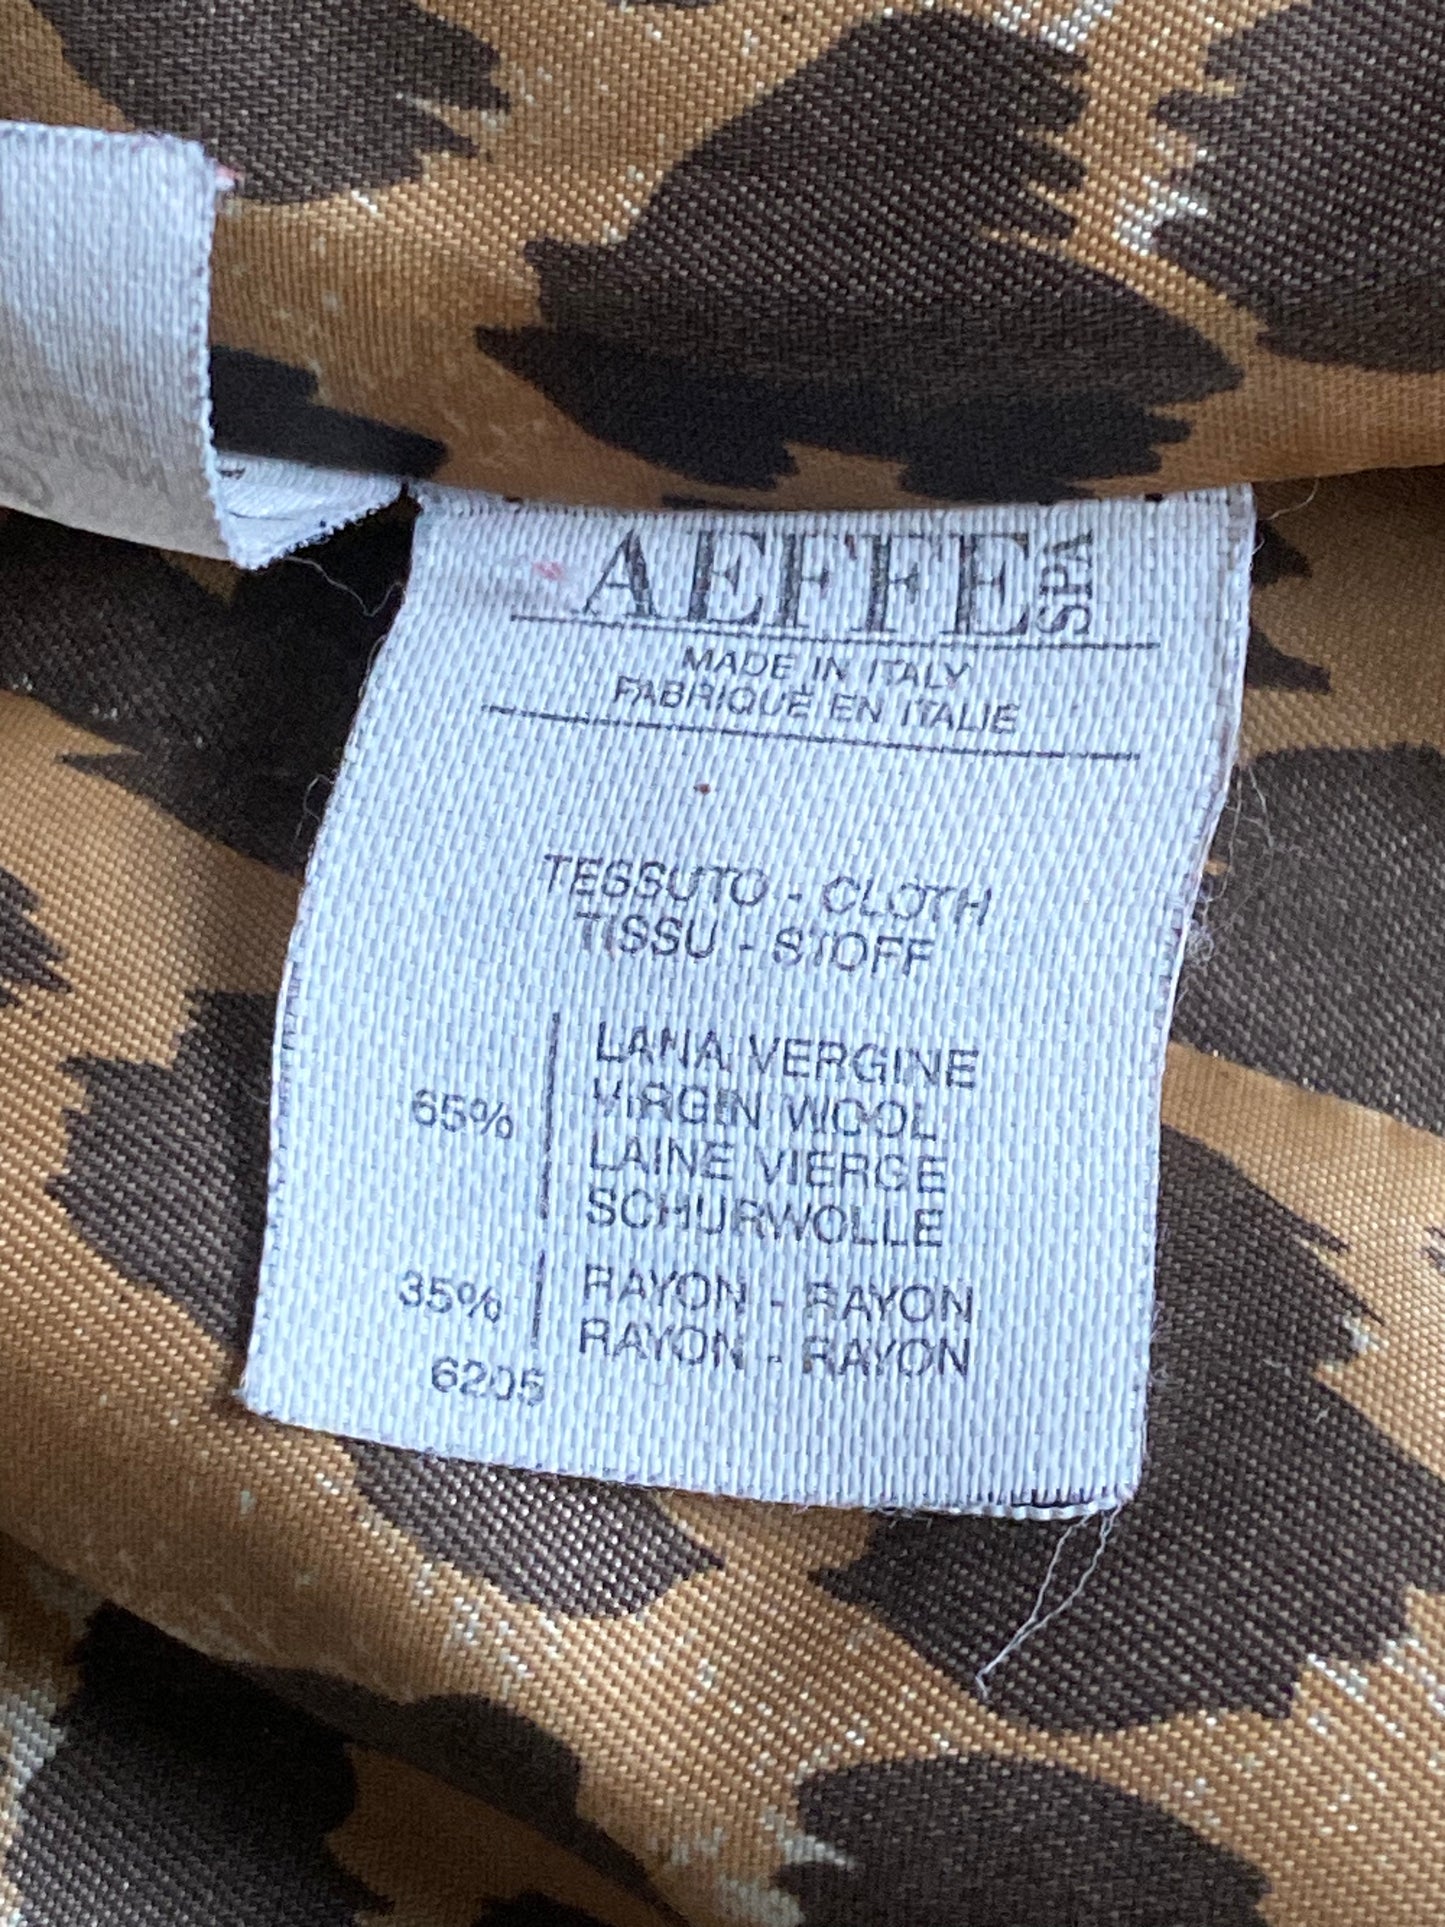 AEFFE SPA
MADE IN ITALY
FABRIQUÉ EN ITALIE
TESSUTO - CLOTH
TISSU - STOFF
65%
LANA VERGINE
VIRGIN WOOL
LAINE VIERGE
SCHURWOLLE
35%
RAYON - RAYON
RAYON - RAYON
6205